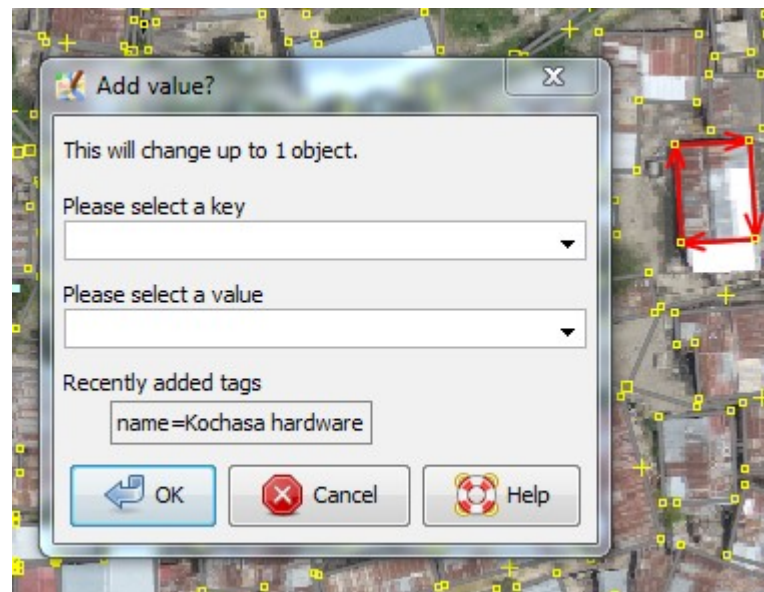 Add value?
This will change up to 1 object.
Please select a key
Please select a value
Recently added tags
name=Kochasa hardware
OK Cancel Help